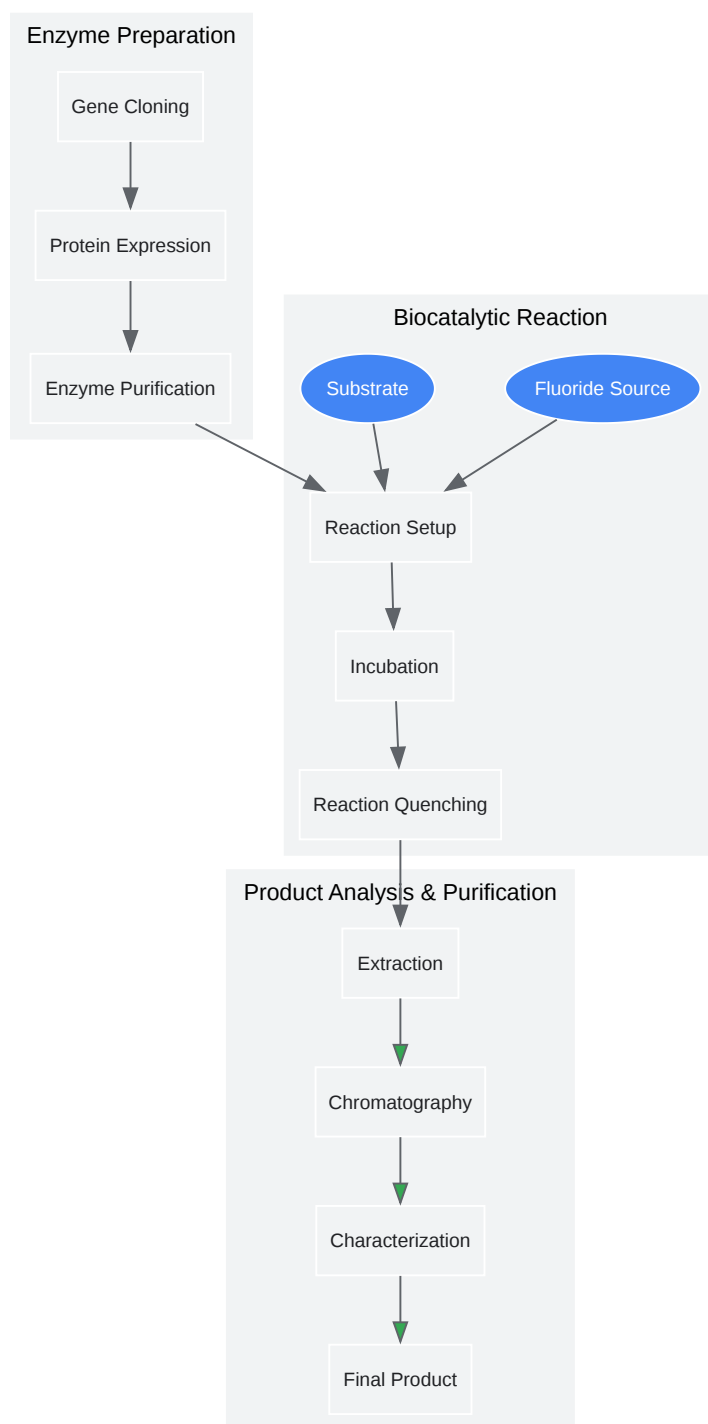 Enzyme Preparation
Gene Cloning
Protein Expression
Enzyme Purification
Biocatalytic Reaction
Substrate
Fluoride Source
Reaction Setup
Incubation
Reaction Quenching
Product Analysis & Purification
Extraction
Chromatography
Characterization
Final Product